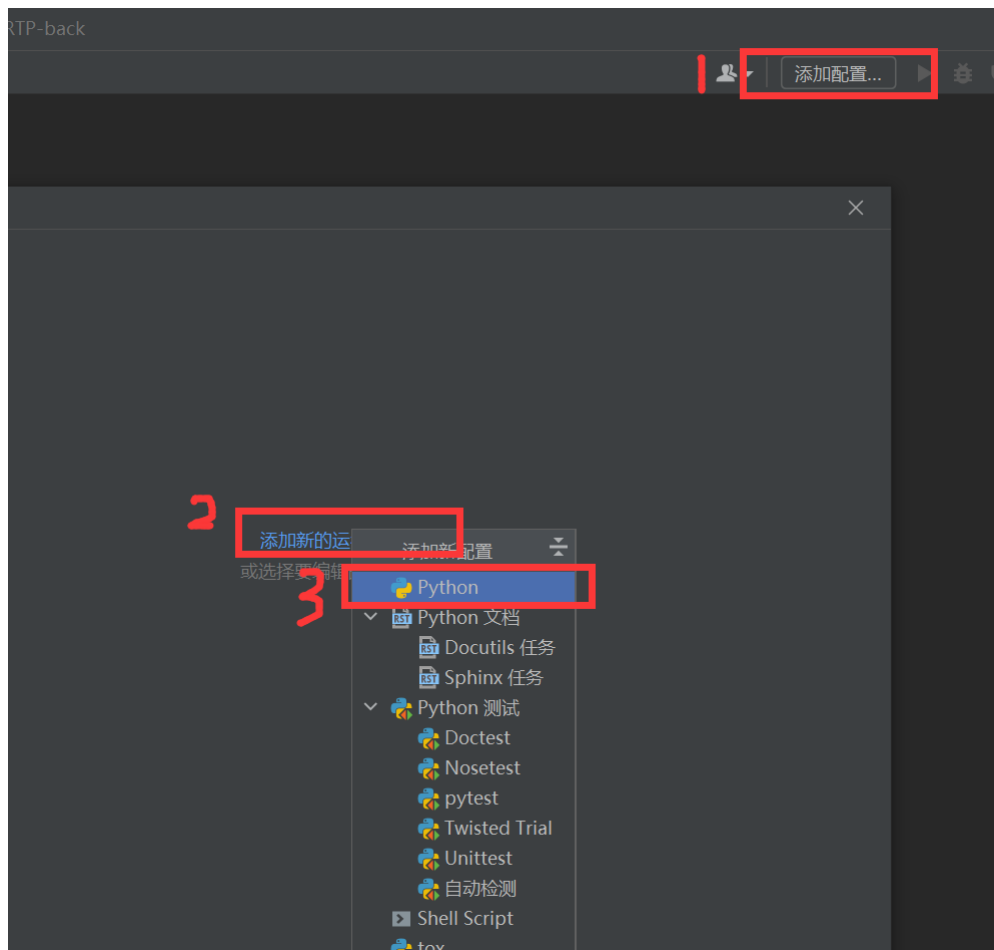 RTP-back
1
添加配置...
2
添加新的运
添加新配置
或选择要编辑
3
Python
Python 文档
Docutils 任务
Sphinx 任务
Python 测试
Doctest
Nosetest
pytest
Twisted Trial
Unittest
自动检测
Shell Script
tox